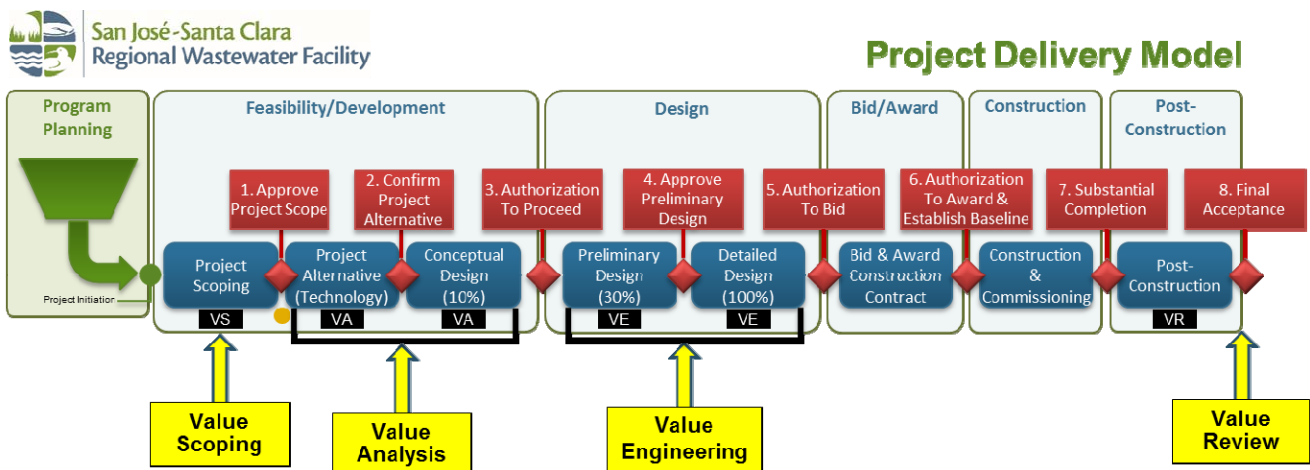 San José-Santa Clara
Regional Wastewater Facility
Project Delivery Model
Program
Planning
Project Initiation
Feasibility/Development
1. Approve
Project Scope
2. Confirm
Project
Alternative
3. Authorization
To Proceed
Project
Scoping
Project
Alternative
(Technology)
Conceptual
Design
(10%)
VS
VA
VA
Design
4. Approve
Preliminary
Design
5. Authorization
To Bid
Preliminary
Design
(30%)
Detailed
Design
(100%)
VE
VE
Bid/Award
6. Authorization
To Award &
Establish Baseline
Bid & Award
Construction
Contract
Construction
7. Substantial
Completion
Construction
&
Commissioning
Post-
Construction
8. Final
Acceptance
Post-
Construction
VR
Value
Scoping
Value
Analysis
Value
Engineering
Value
Review